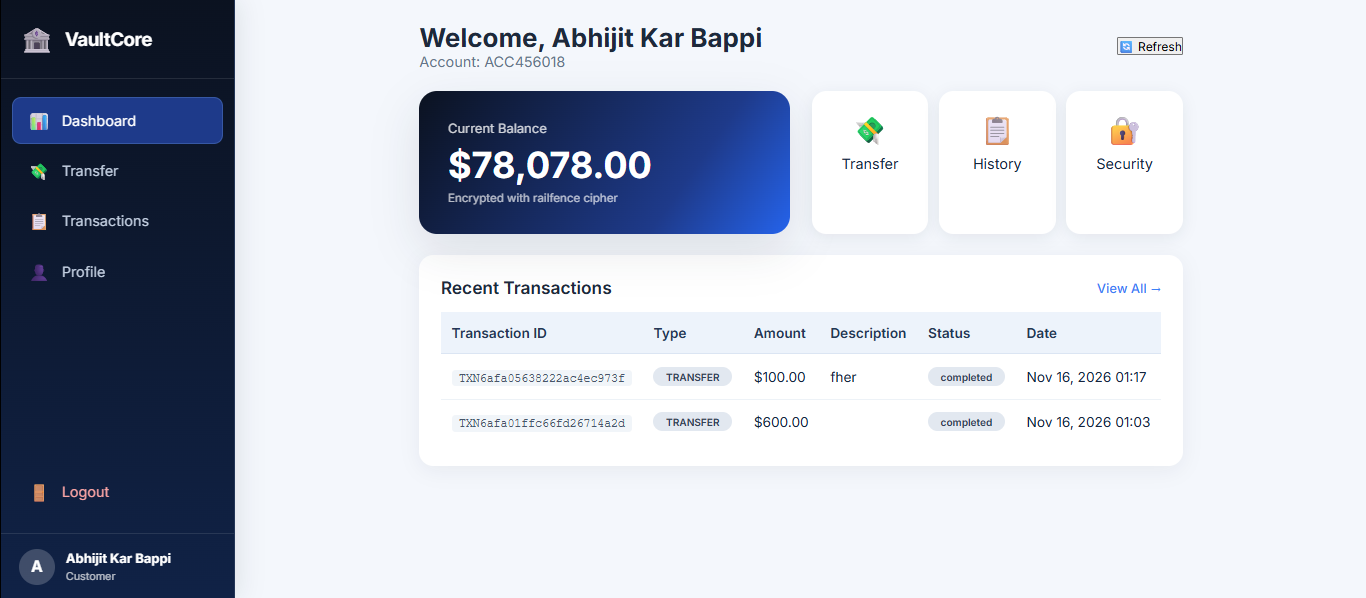 VaultCore
Dashboard
Transfer
Transactions
Profile
Logout
A
Abhijit Kar Bappi
Customer
Welcome, Abhijit Kar Bappi
Account: ACC456018
Refresh
Current Balance
$78,078.00
Encrypted with railfence cipher
Transfer
History
Security
Recent Transactions
View All →
Transaction ID Type Amount Description Status Date
TXN6afa05638222ac4ec973f TRANSFER $100.00 fher completed Nov 16, 2026 01:17
TXN6afa01ffc66fd26714a2d TRANSFER $600.00 completed Nov 16, 2026 01:03